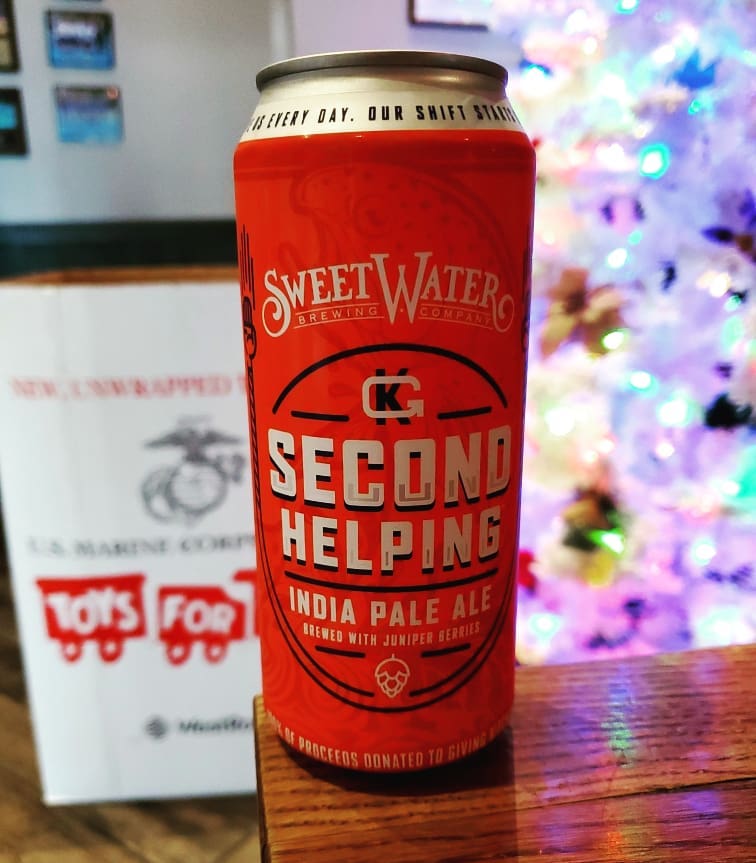 US EVERY DAY. OUR SHIFT STARTS
SWEETWATER
BREWING COMPANY
GK
SECOND
HELPING
INDIA PALE ALE
BREWED WITH JUNIPER BERRIES
OF PROCEEDS DONATED TO GIVING
NEW, UNWRAPPED
U.S. MARINE CORPS
TOYS FOR T